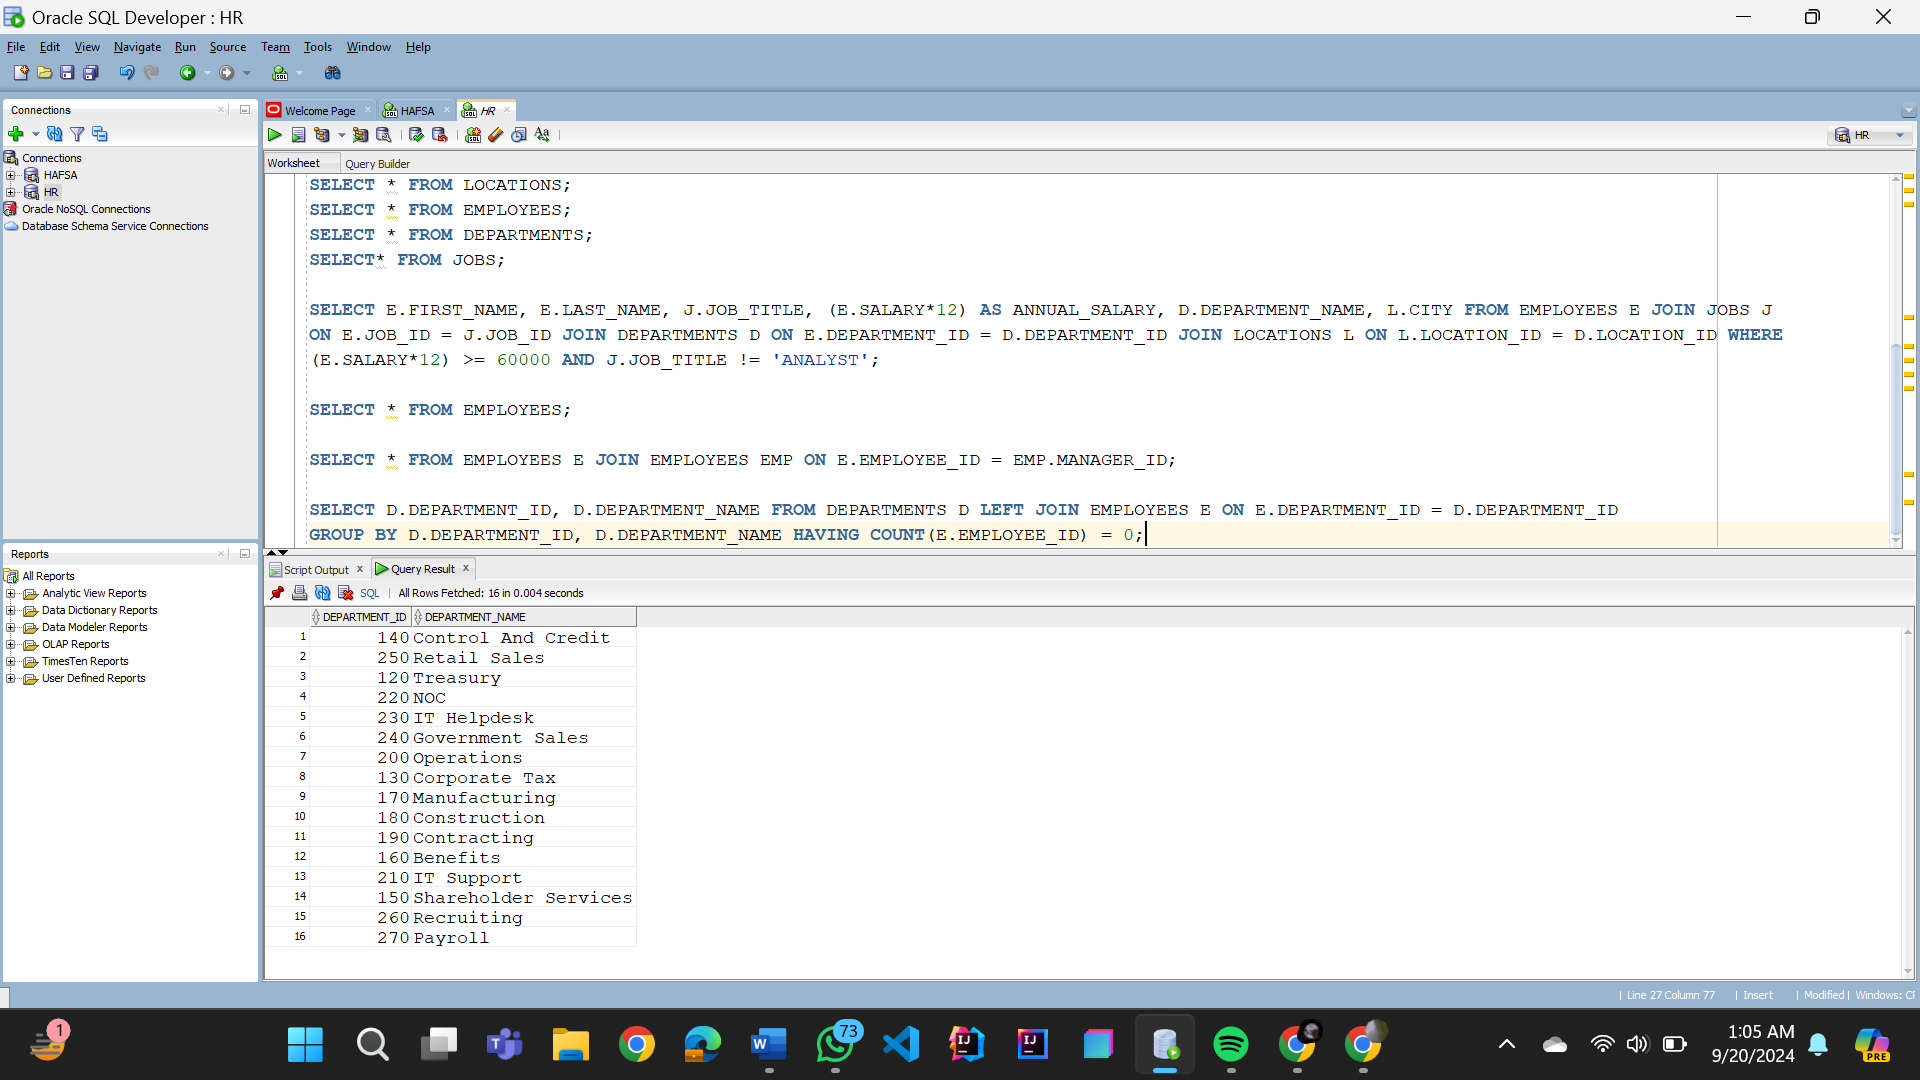 Oracle SQL Developer : HR
File Edit View Navigate Run Source Team Tools Window Help
Connections
Connections
HAFSA
HR
Oracle NoSQL Connections
Database Schema Service Connections
Reports
All Reports
Analytic View Reports
Data Dictionary Reports
Data Modeler Reports
OLAP Reports
TimesTen Reports
User Defined Reports
Welcome Page HAFSA HR
HR
Worksheet Query Builder
SELECT * FROM LOCATIONS;
SELECT * FROM EMPLOYEES;
SELECT * FROM DEPARTMENTS;
SELECT* FROM JOBS;
SELECT E.FIRST_NAME, E.LAST_NAME, J.JOB_TITLE, (E.SALARY*12) AS ANNUAL_SALARY, D.DEPARTMENT_NAME, L.CITY FROM EMPLOYEES E JOIN JOBS J
ON E.JOB_ID = J.JOB_ID JOIN DEPARTMENTS D ON E.DEPARTMENT_ID = D.DEPARTMENT_ID JOIN LOCATIONS L ON L.LOCATION_ID = D.LOCATION_ID WHERE
(E.SALARY*12) >= 60000 AND J.JOB_TITLE != 'ANALYST';
SELECT * FROM EMPLOYEES;
SELECT * FROM EMPLOYEES E JOIN EMPLOYEES EMP ON E.EMPLOYEE_ID = EMP.MANAGER_ID;
SELECT D.DEPARTMENT_ID, D.DEPARTMENT_NAME FROM DEPARTMENTS D LEFT JOIN EMPLOYEES E ON E.DEPARTMENT_ID = D.DEPARTMENT_ID
GROUP BY D.DEPARTMENT_ID, D.DEPARTMENT_NAME HAVING COUNT(E.EMPLOYEE_ID) = 0;
Script Output Query Result
SQL | All Rows Fetched: 16 in 0.004 seconds
DEPARTMENT_ID DEPARTMENT_NAME
1 140 Control And Credit
2 250 Retail Sales
3 120 Treasury
4 220 NOC
5 230 IT Helpdesk
6 240 Government Sales
7 200 Operations
8 130 Corporate Tax
9 170 Manufacturing
10 180 Construction
11 190 Contracting
12 160 Benefits
13 210 IT Support
14 150 Shareholder Services
15 260 Recruiting
16 270 Payroll
| Line 27 Column 77 | Insert | Modified | Windows: CF
1
73
1:05 AM
9/20/2024
PRE